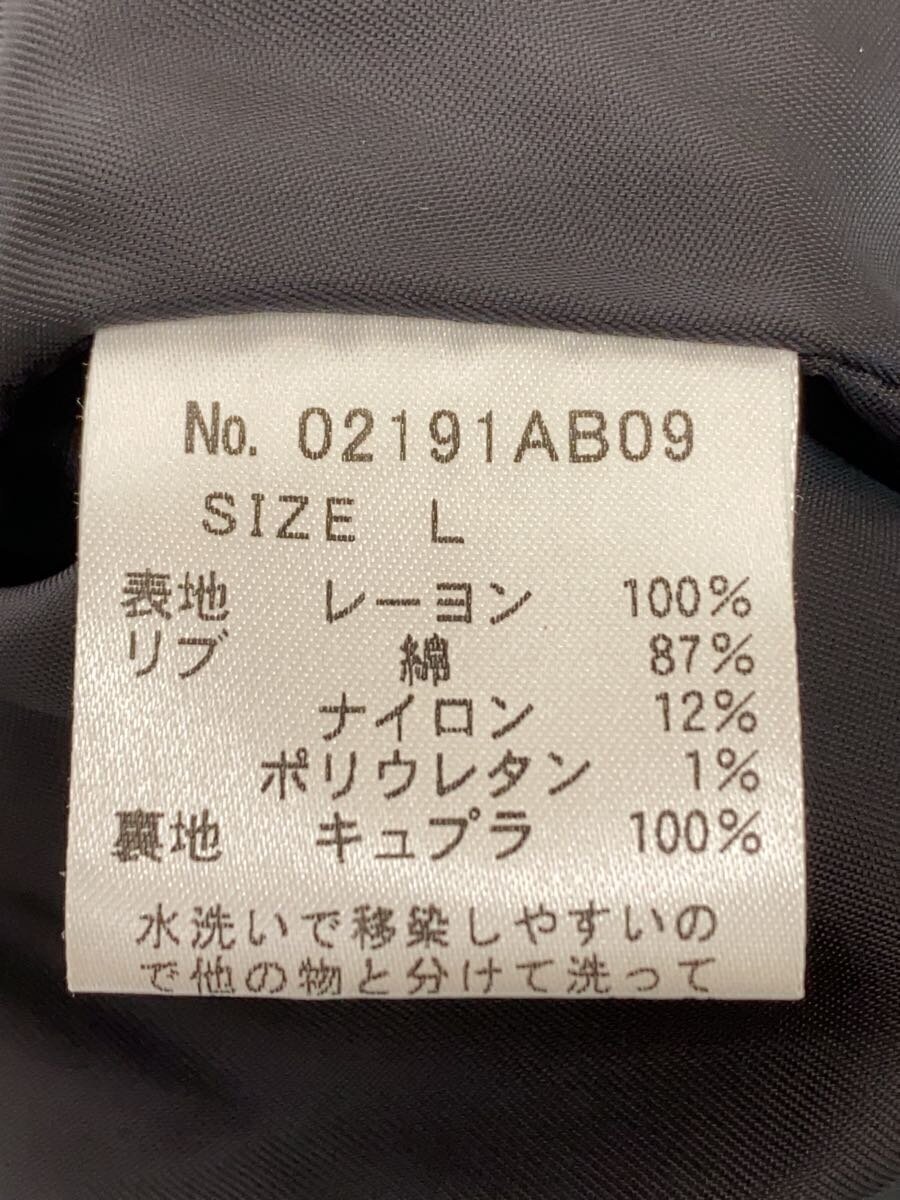 No. 02191AB09
SIZE L
表地 レーヨン 100%
リブ 綿 87%
ナイロン 12%
ポリウレタン 1%
裏地 キュプラ 100%
水洗いで移染しやすいの
で他の物と分けて洗って